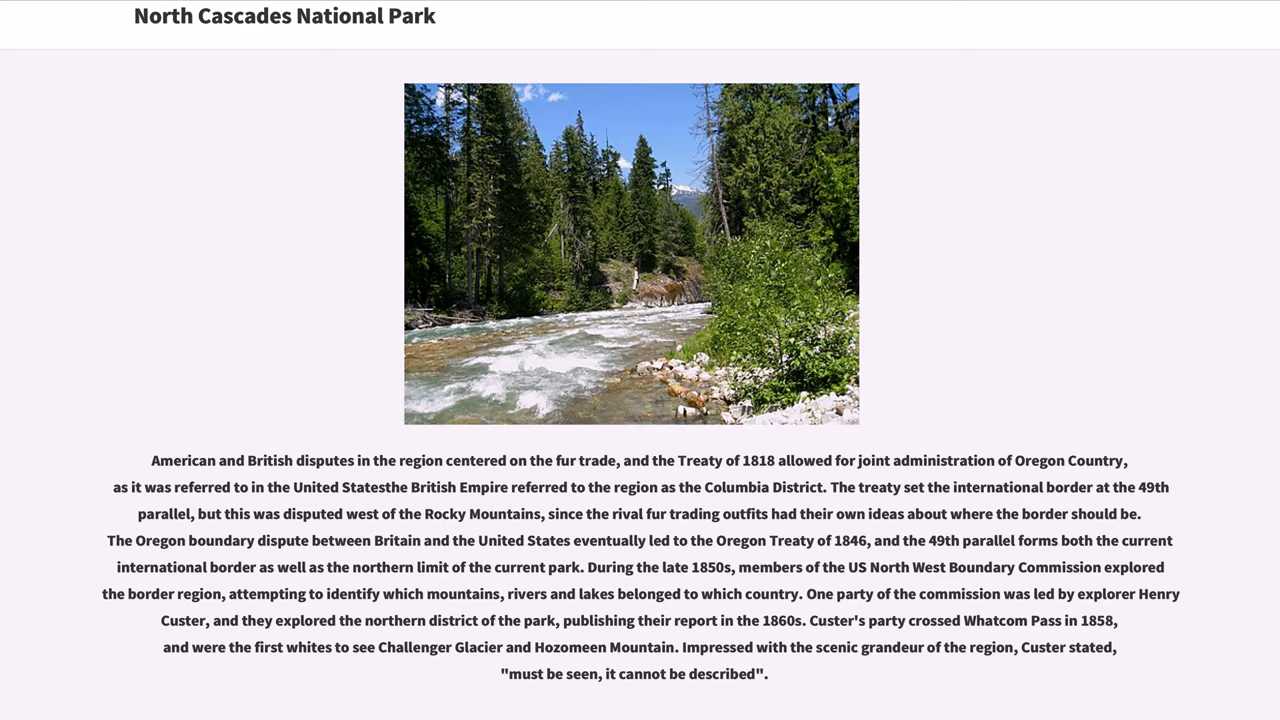 North Cascades National Park
American and British disputes in the region centered on the fur trade, and the Treaty of 1818 allowed for joint administration of Oregon Country,
as it was referred to in the United Statesthe British Empire referred to the region as the Columbia District. The treaty set the international border at the 49th
parallel, but this was disputed west of the Rocky Mountains, since the rival fur trading outfits had their own ideas about where the border should be.
The Oregon boundary dispute between Britain and the United States eventually led to the Oregon Treaty of 1846, and the 49th parallel forms both the current
international border as well as the northern limit of the current park. During the late 1850s, members of the US North West Boundary Commission explored
the border region, attempting to identify which mountains, rivers and lakes belonged to which country. One party of the commission was led by explorer Henry
Custer, and they explored the northern district of the park, publishing their report in the 1860s. Custer's party crossed Whatcom Pass in 1858,
and were the first whites to see Challenger Glacier and Hozomeen Mountain. Impressed with the scenic grandeur of the region, Custer stated,
"must be seen, it cannot be described".